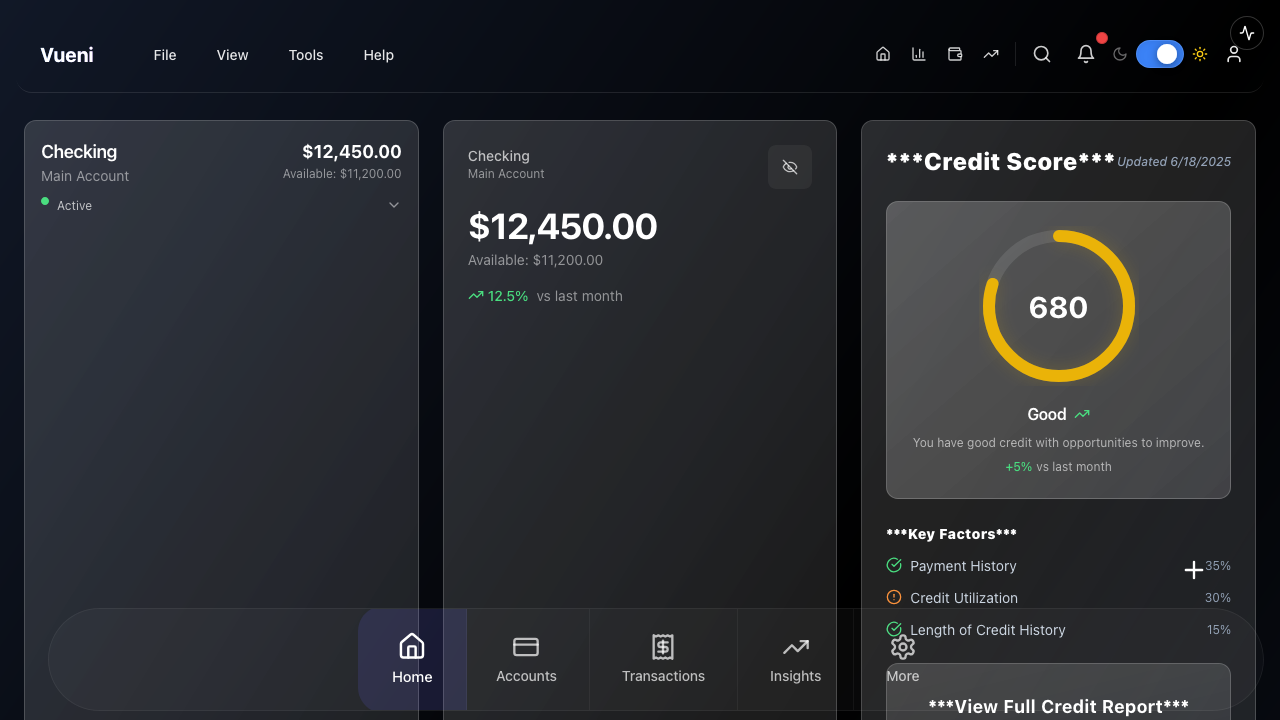 Vueni
File
View
Tools
Help
Checking
$12,450.00
Main Account
Available: $11,200.00
Active
Checking
Main Account
$12,450.00
Available: $11,200.00
12.5% vs last month
***Credit Score***
Updated 6/18/2025
680
Good
You have good credit with opportunities to improve.
+5% vs last month
***Key Factors***
Payment History
35%
Credit Utilization
30%
Length of Credit History
15%
***View Full Credit Report***
Home
Accounts
Transactions
Insights
More